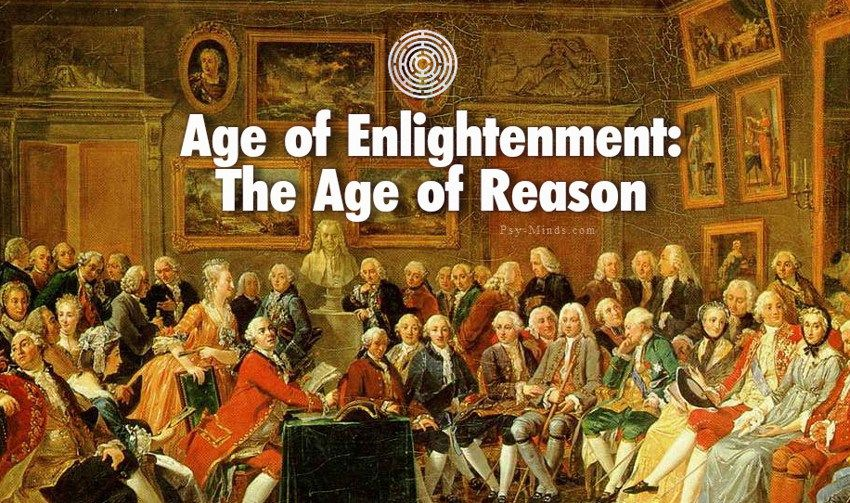 Age of Enlightenment:
The Age of Reason
Psy-Minds.com